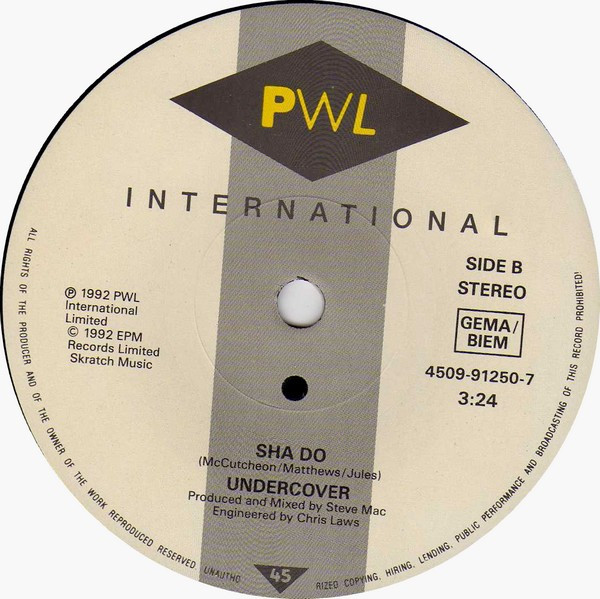 PWL
INTERNATIONAL
SIDE B
STEREO
GEMA/
BIEM
4509-91250-7
3:24
℗ 1992 PWL
International
Limited
© 1992 EPM
Records Limited
Skratch Music
SHA DO
(McCutcheon/Matthews/Jules)
UNDERCOVER
Produced and Mixed by Steve Mac
Engineered by Chris Laws
45
ALL RIGHTS OF THE PRODUCER AND OF THE OWNER OF THE WORK REPRODUCED RESERVED UNAUTHO RIZED COPYING, HIRING, LENDING, PUBLIC PERFORMANCE AND BROADCASTING OF THIS RECORD PROHIBITED!